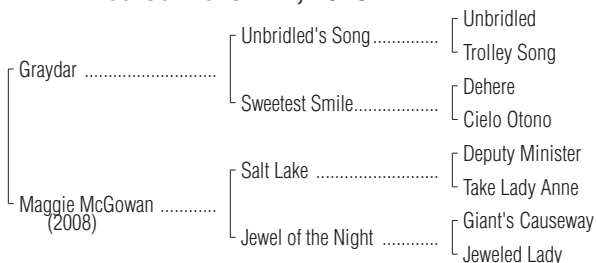 Unbridled
Unbridled's Song..............
Trolley Song
Graydar ............................
Dehere
Sweetest Smile..................
Cielo Otono
Deputy Minister
Salt Lake ..........................
Take Lady Anne
Maggie McGowan ............
(2008)
Giant's Causeway
Jewel of the Night ............
Jeweled Lady